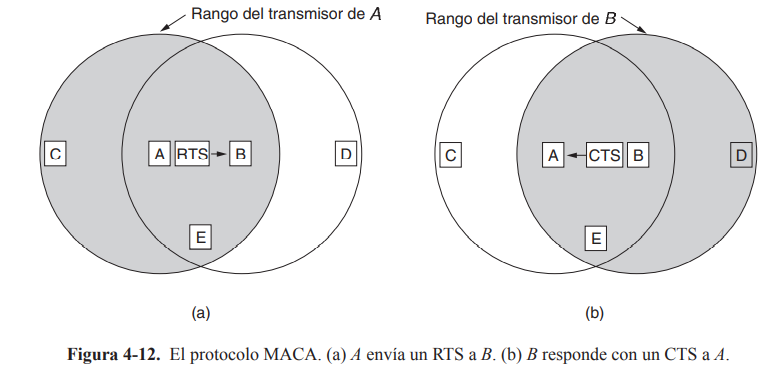 Rango del transmisor de A
Rango del transmisor de B
C A RTS B D
E
C A CTS B D
E
(a)
(b)
Figura 4-12. El protocolo MACA. (a) A envía un RTS a B. (b) B responde con un CTS a A.